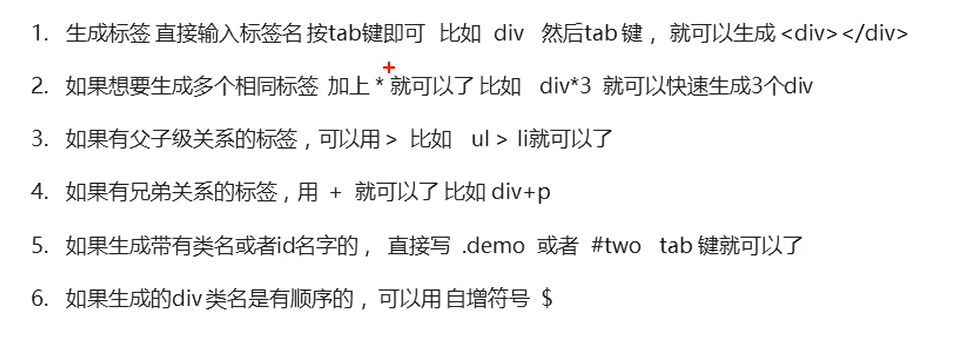 1. 生成标签 直接输入标签名 按tab键即可 比如 div 然后tab 键， 就可以生成 <div></div>
2. 如果想要生成多个相同标签 加上 * 就可以了 比如 div*3 就可以快速生成3个div
3. 如果有父子级关系的标签，可以用 > 比如 ul > li就可以了
4. 如果有兄弟关系的标签，用 + 就可以了 比如 div+p
5. 如果生成带有类名或者id名字的， 直接写 .demo 或者 #two tab 键就可以了
6. 如果生成的div 类名是有顺序的， 可以用 自增符号 $